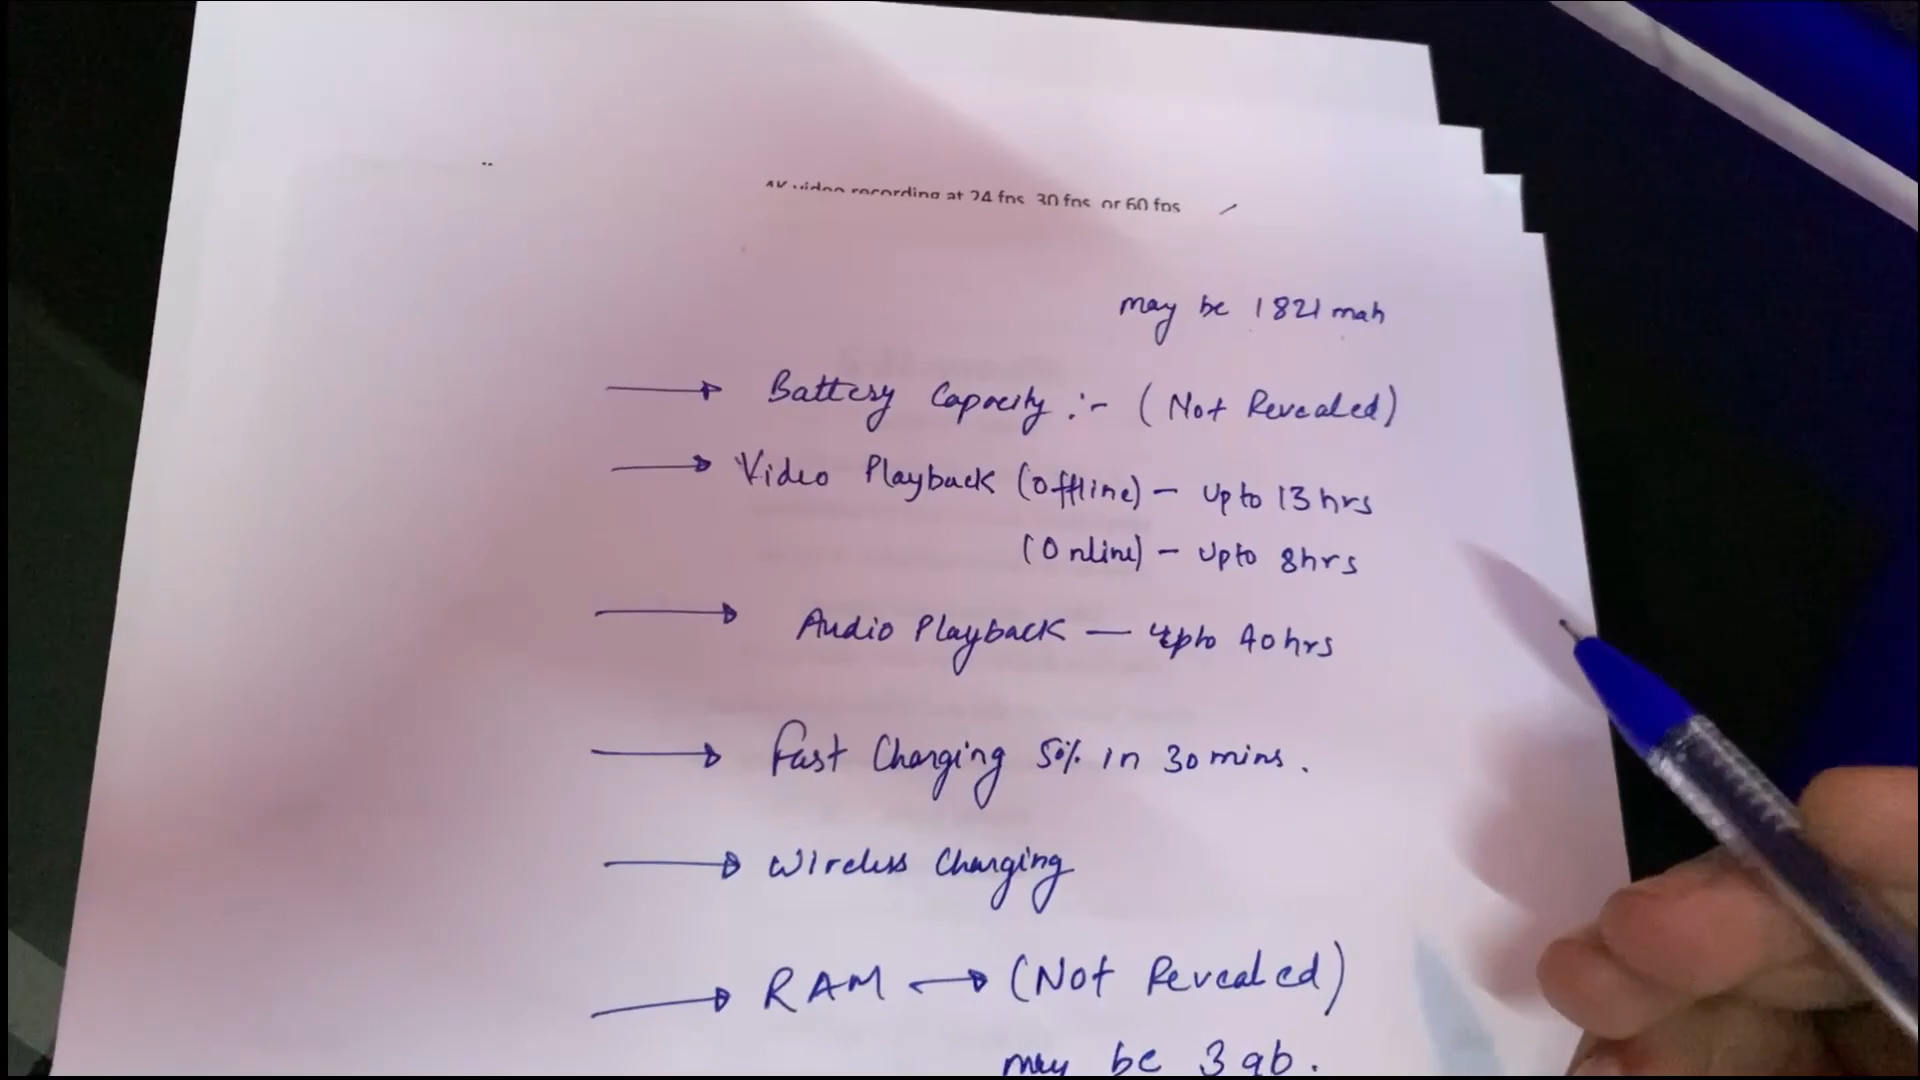 4K video recording at 24 fps, 30 fps, or 60 fps
may be 1821 mah
Battery Capacity :- (Not Revealed)
Video Playback (Offline) - Upto 13 hrs
(Online) - Upto 8hrs
Audio Playback — Upto 40 hrs
Fast Charging 50% in 30 mins.
Wireless Charging
RAM → (Not Revealed)
may be 3 gb.